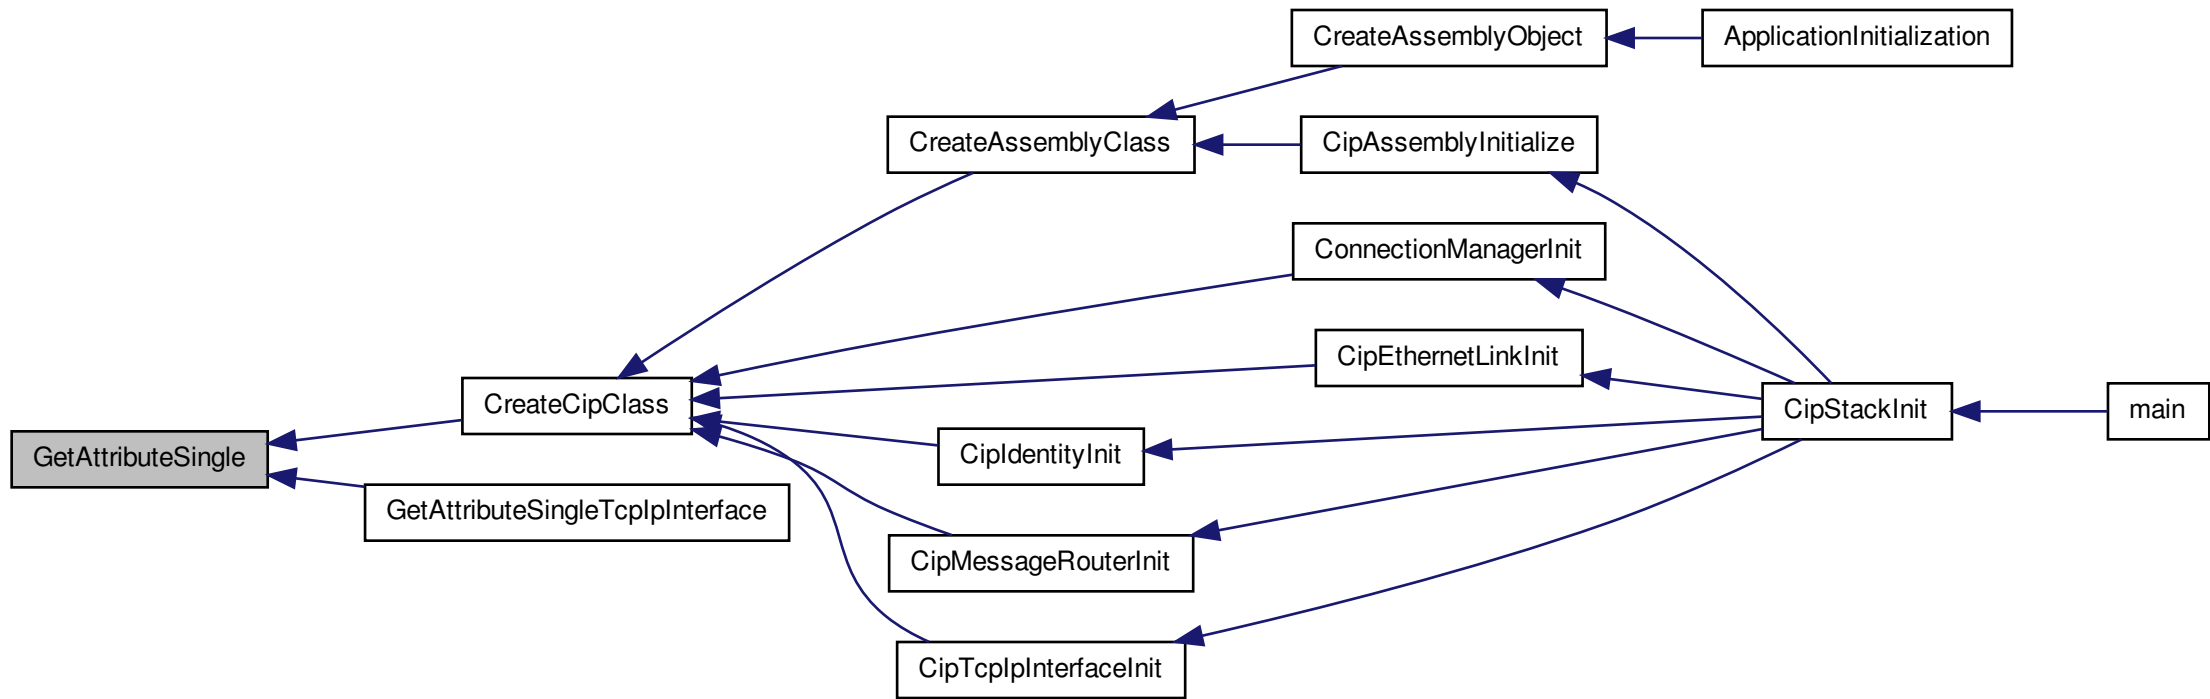 CreateAssemblyObject
ApplicationInitialization
CreateAssemblyClass
CipAssemblyInitialize
ConnectionManagerInit
CipEthernetLinkInit
CreateCipClass
CipStackInit
main
GetAttributeSingle
CipIdentityInit
GetAttributeSingleTcpIpInterface
CipMessageRouterInit
CipTcpIpInterfaceInit